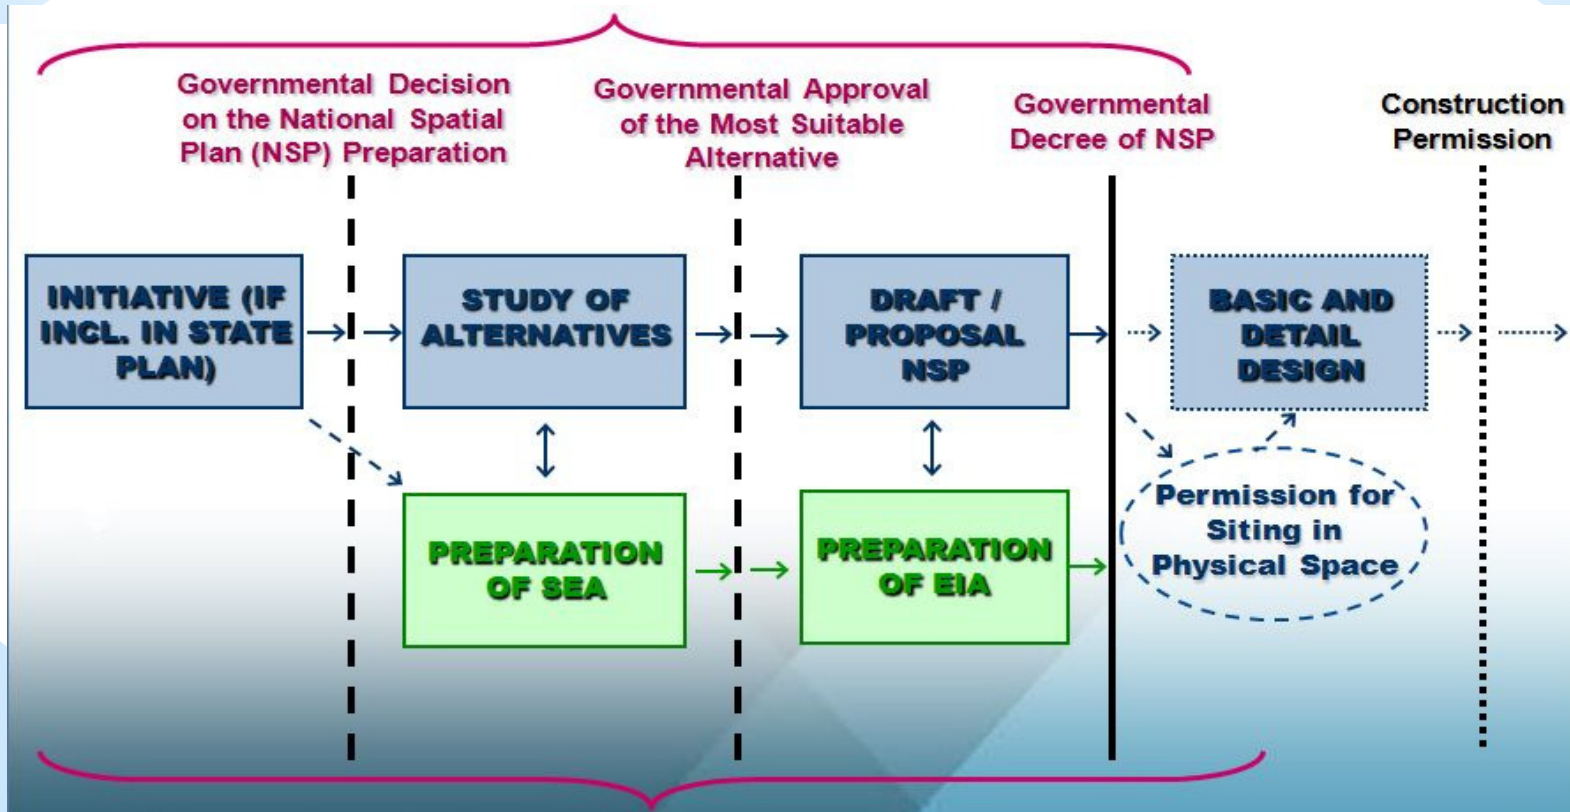 Governmental Decision
on the National Spatial
Plan (NSP) Preparation
Governmental Approval
of the Most Suitable
Alternative
Governmental
Decree of NSP
Construction
Permission
INITIATIVE (IF
INCL. IN STATE
PLAN)
STUDY OF
ALTERNATIVES
DRAFT /
PROPOSAL
NSP
BASIC AND
DETAIL
DESIGN
PREPARATION
OF SEA
PREPARATION
OF EIA
Permission for
Siting in
Physical Space